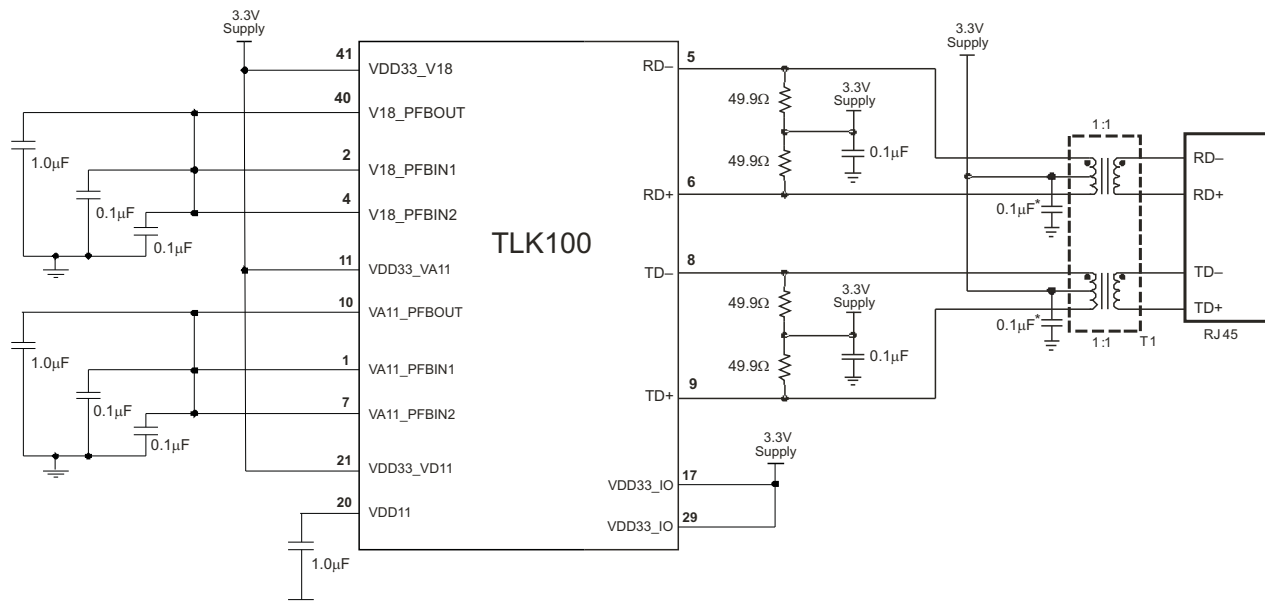 3.3V
Supply
41
VDD33_V18
40
V18_PFBOUT
1.0μF
2
V18_PFBIN1
0.1μF
4
V18_PFBIN2
0.1μF
11
VDD33_VA11
10
VA11_PFBOUT
1.0μF
1
VA11_PFBIN1
0.1μF
7
VA11_PFBIN2
0.1μF
21
VDD33_VD11
20
VDD11
1.0μF
TLK100
RD–
5
RD+
6
TD–
8
TD+
9
VDD33_IO
17
VDD33_IO
29
49.9Ω
49.9Ω
3.3V
Supply
0.1μF
49.9Ω
49.9Ω
3.3V
Supply
0.1μF
3.3V
Supply
3.3V
Supply
1:1
0.1μF*
0.1μF*
1:1
T1
RD–
RD+
TD–
TD+
RJ45